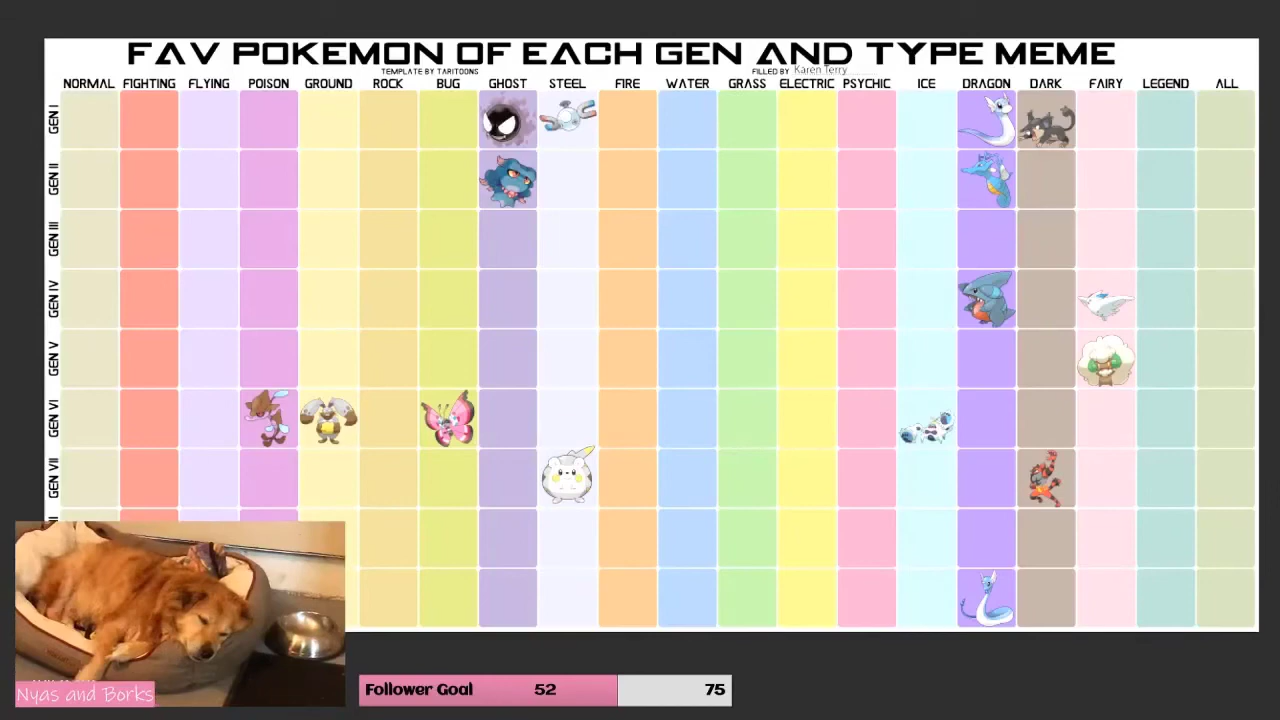 FAV POKEMON OF EACH GEN AND TYPE MEME
TEMPLATE BY TARITOONS
FILLED BY Karen Terry
NORMAL FIGHTING FLYING POISON GROUND ROCK BUG GHOST STEEL FIRE WATER GRASS ELECTRIC PSYCHIC ICE DRAGON DARK FAIRY LEGEND ALL
GEN I
GEN II
GEN III
GEN IV
GEN V
GEN VI
GEN VII
Nyas and Borks
Follower Goal 52 75